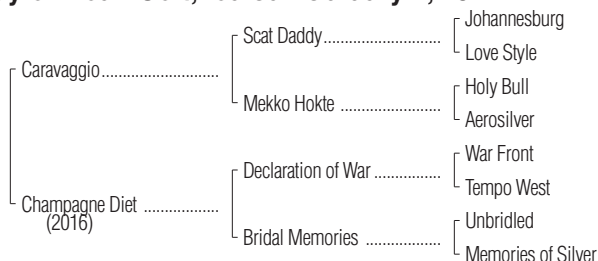 Johannesburg
Scat Daddy........................
Love Style
Caravaggio...........................
Holy Bull
Mekko Hokte .......................
Aerosilver
War Front
Declaration of War ...............
Tempo West
Champagne Diet .................
(2016)
Unbridled
Bridal Memories .................
Memories of Silver